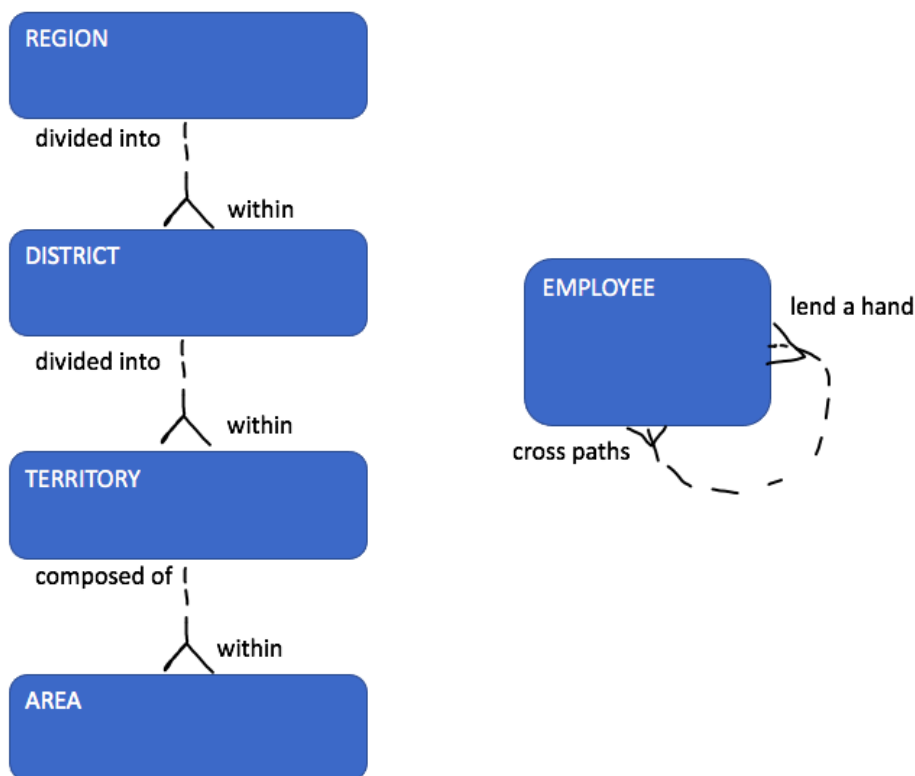 REGION
divided into
within
DISTRICT
divided into
within
TERRITORY
composed of
within
AREA
EMPLOYEE
lend a hand
cross paths